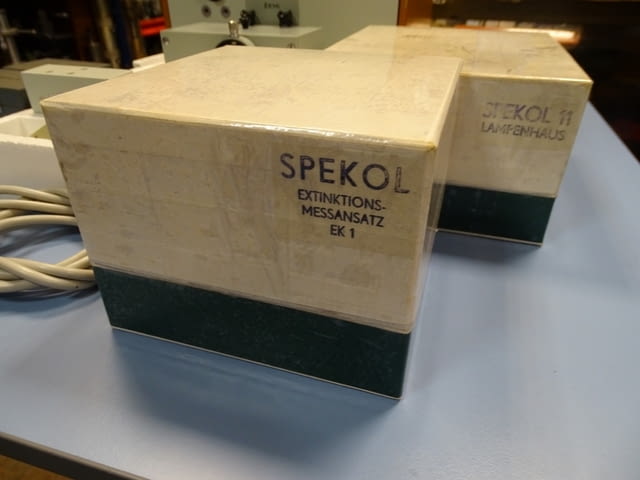 SPEKOL
EXTINKTIONS-
MESSANSATZ
EK 1
SPEKOL 11
LAMPENHAUS